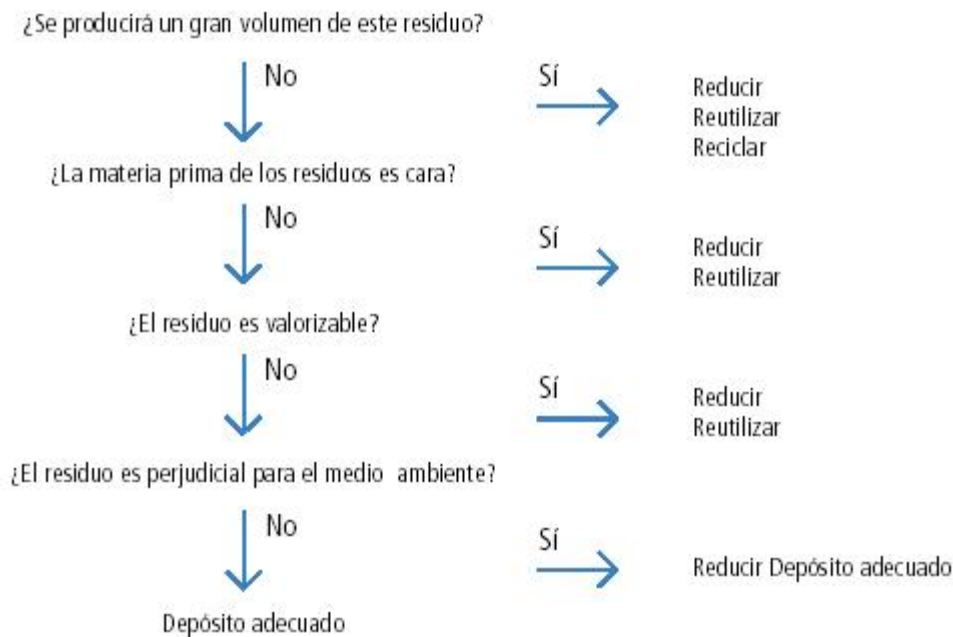 ¿Se producirá un gran volumen de este residuo?
No
Sí
Reducir
Reutilizar
Reciclar
¿La materia prima de los residuos es cara?
No
Sí
Reducir
Reutilizar
¿El residuo es valorizable?
No
Sí
Reducir
Reutilizar
¿El residuo es perjudicial para el medio ambiente?
No
Sí
Reducir Depósito adecuado
Depósito adecuado